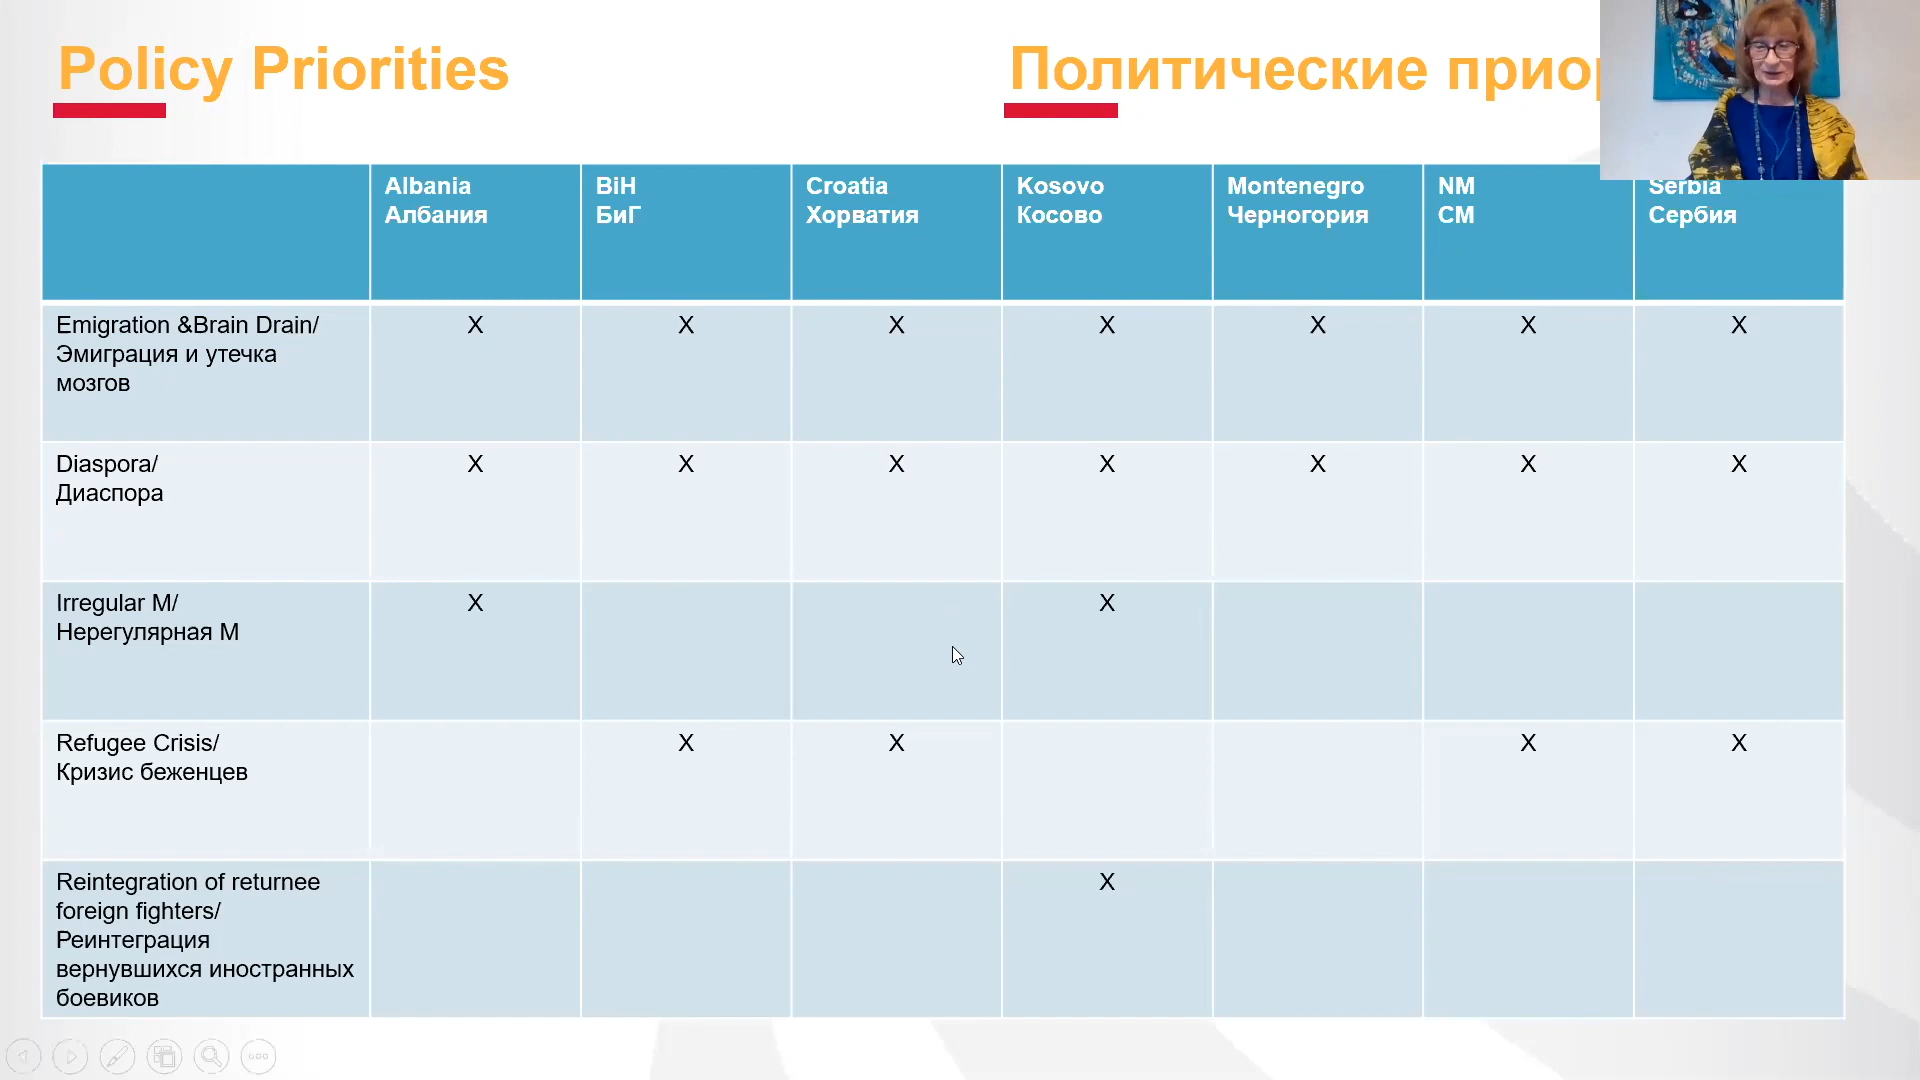 Policy Priorities
Политические
Albania
Албания
BiH
БиГ
Croatia
Хорватия
Kosovo
Косово
Montenegro
Черногория
NM
СМ
Serbia
Сербия
Emigration &Brain Drain/
Эмиграция и утечка
мозгов
X X X X X X X
Diaspora/
Диаспора
X X X X X X X
Irregular M/
Нерегулярная М
X X
Refugee Crisis/
Кризис беженцев
X X X X
Reintegration of returnee
foreign fighters/
Реинтеграция
вернувшихся иностранных
боевиков
X